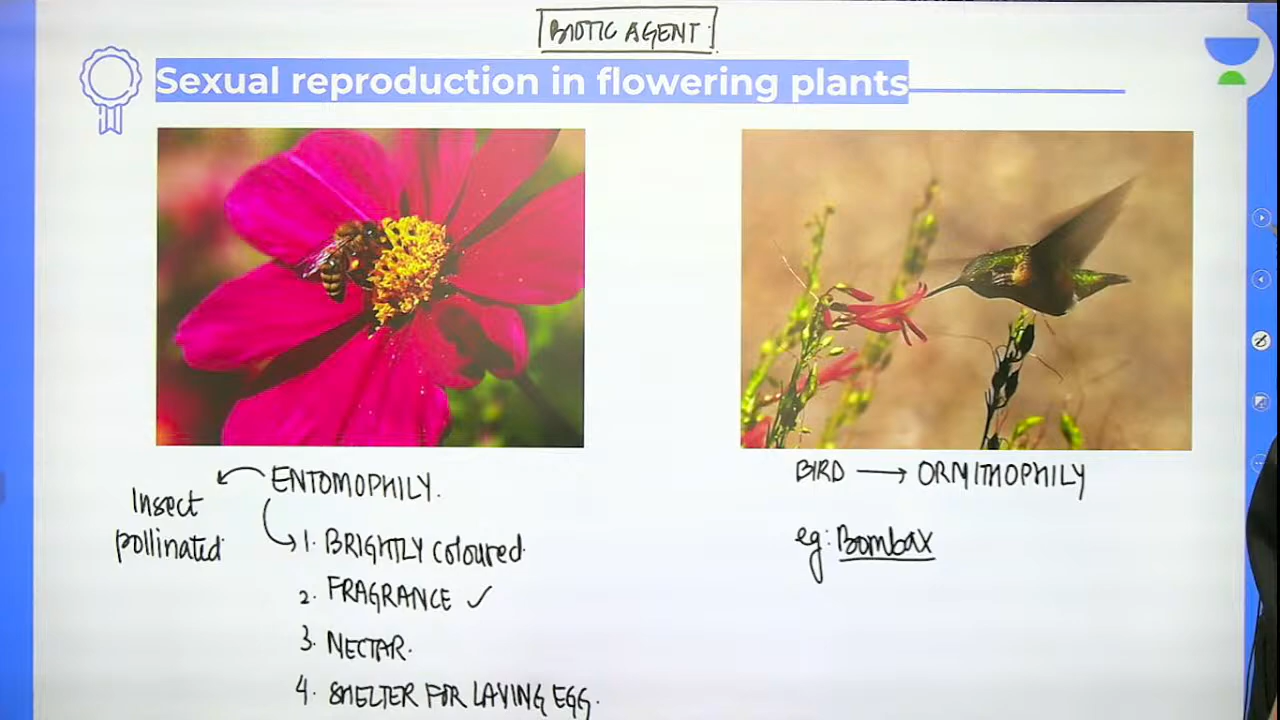 BIOTIC AGENT
Sexual reproduction in flowering plants
ENTOMOPHILY.
Insect
pollinated
1. BRIGHTLY coloured.
2. FRAGRANCE ✓
3. NECTAR.
4. SHELTER FOR LAYING EGG.
BIRD → ORNITHOPHILY
eg: Bombax